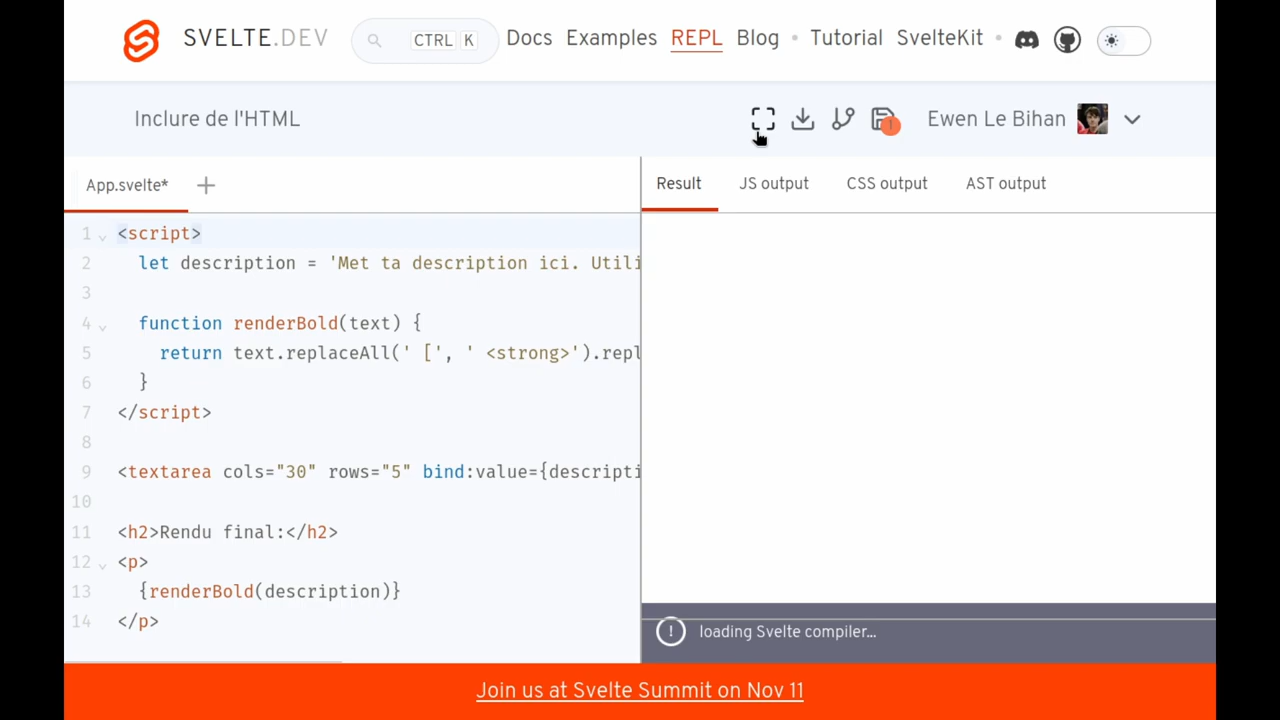 SVELTE.DEV CTRL K Docs Examples REPL Blog • Tutorial SvelteKit •
Inclure de l'HTML 1 Ewen Le Bihan
App.svelte* + Result JS output CSS output AST output
1 <script>
2 let description = 'Met ta description ici. Utili
3
4 function renderBold(text) {
5 return text.replaceAll(' [', ' <strong>').repl
6 }
7 </script>
8
9 <textarea cols="30" rows="5" bind:value={descripti
10
11 <h2>Rendu final:</h2>
12 <p>
13 {renderBold(description)}
14 </p>
! loading Svelte compiler...
Join us at Svelte Summit on Nov 11